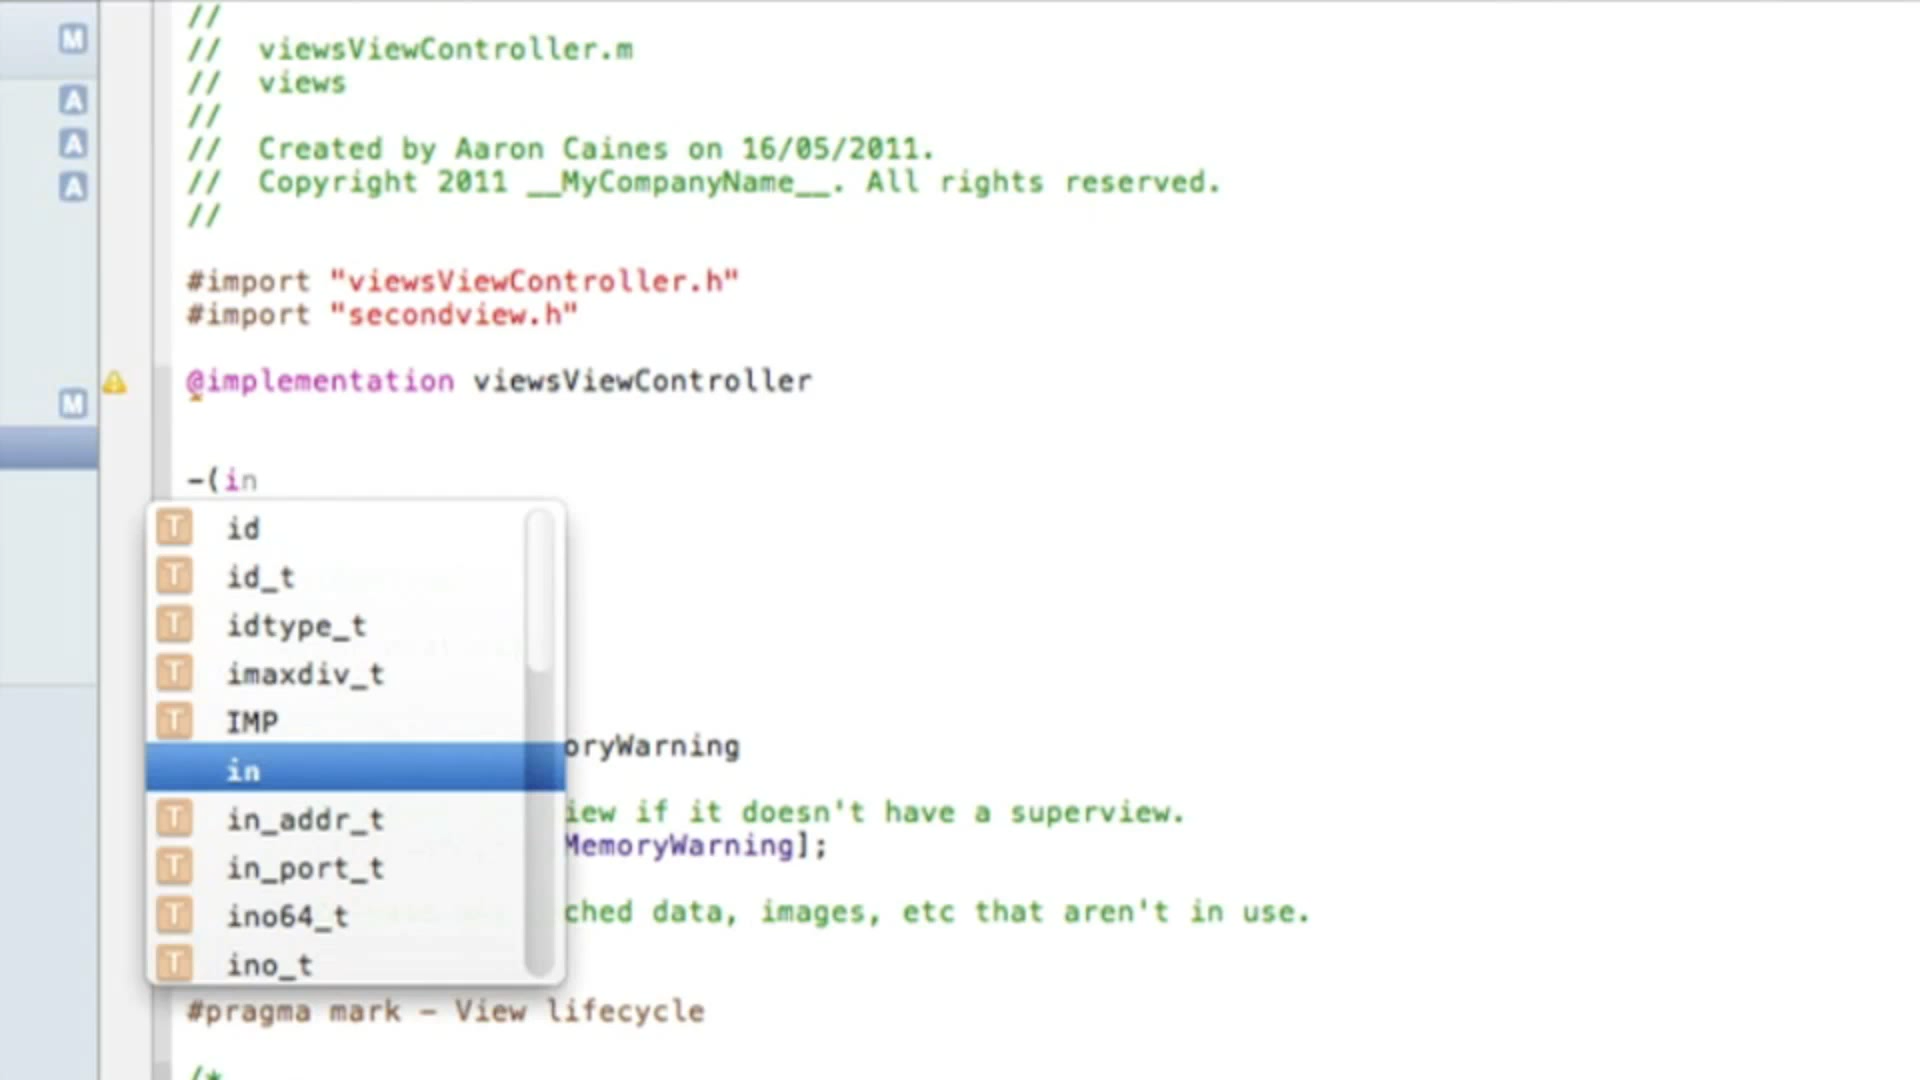 M
A
A
A
M
//
// viewsViewController.m
// views
//
// Created by Aaron Caines on 16/05/2011.
// Copyright 2011 __MyCompanyName__. All rights reserved.
//
#import "viewsViewController.h"
#import "secondview.h"
@implementation viewsViewController
-(in
T id
T id_t
T idtype_t
T imaxdiv_t
T IMP
in
T in_addr_t
T in_port_t
T ino64_t
T ino_t
oryWarning
iew if it doesn't have a superview.
MemoryWarning];
ched data, images, etc that aren't in use.
#pragma mark - View lifecycle
/*